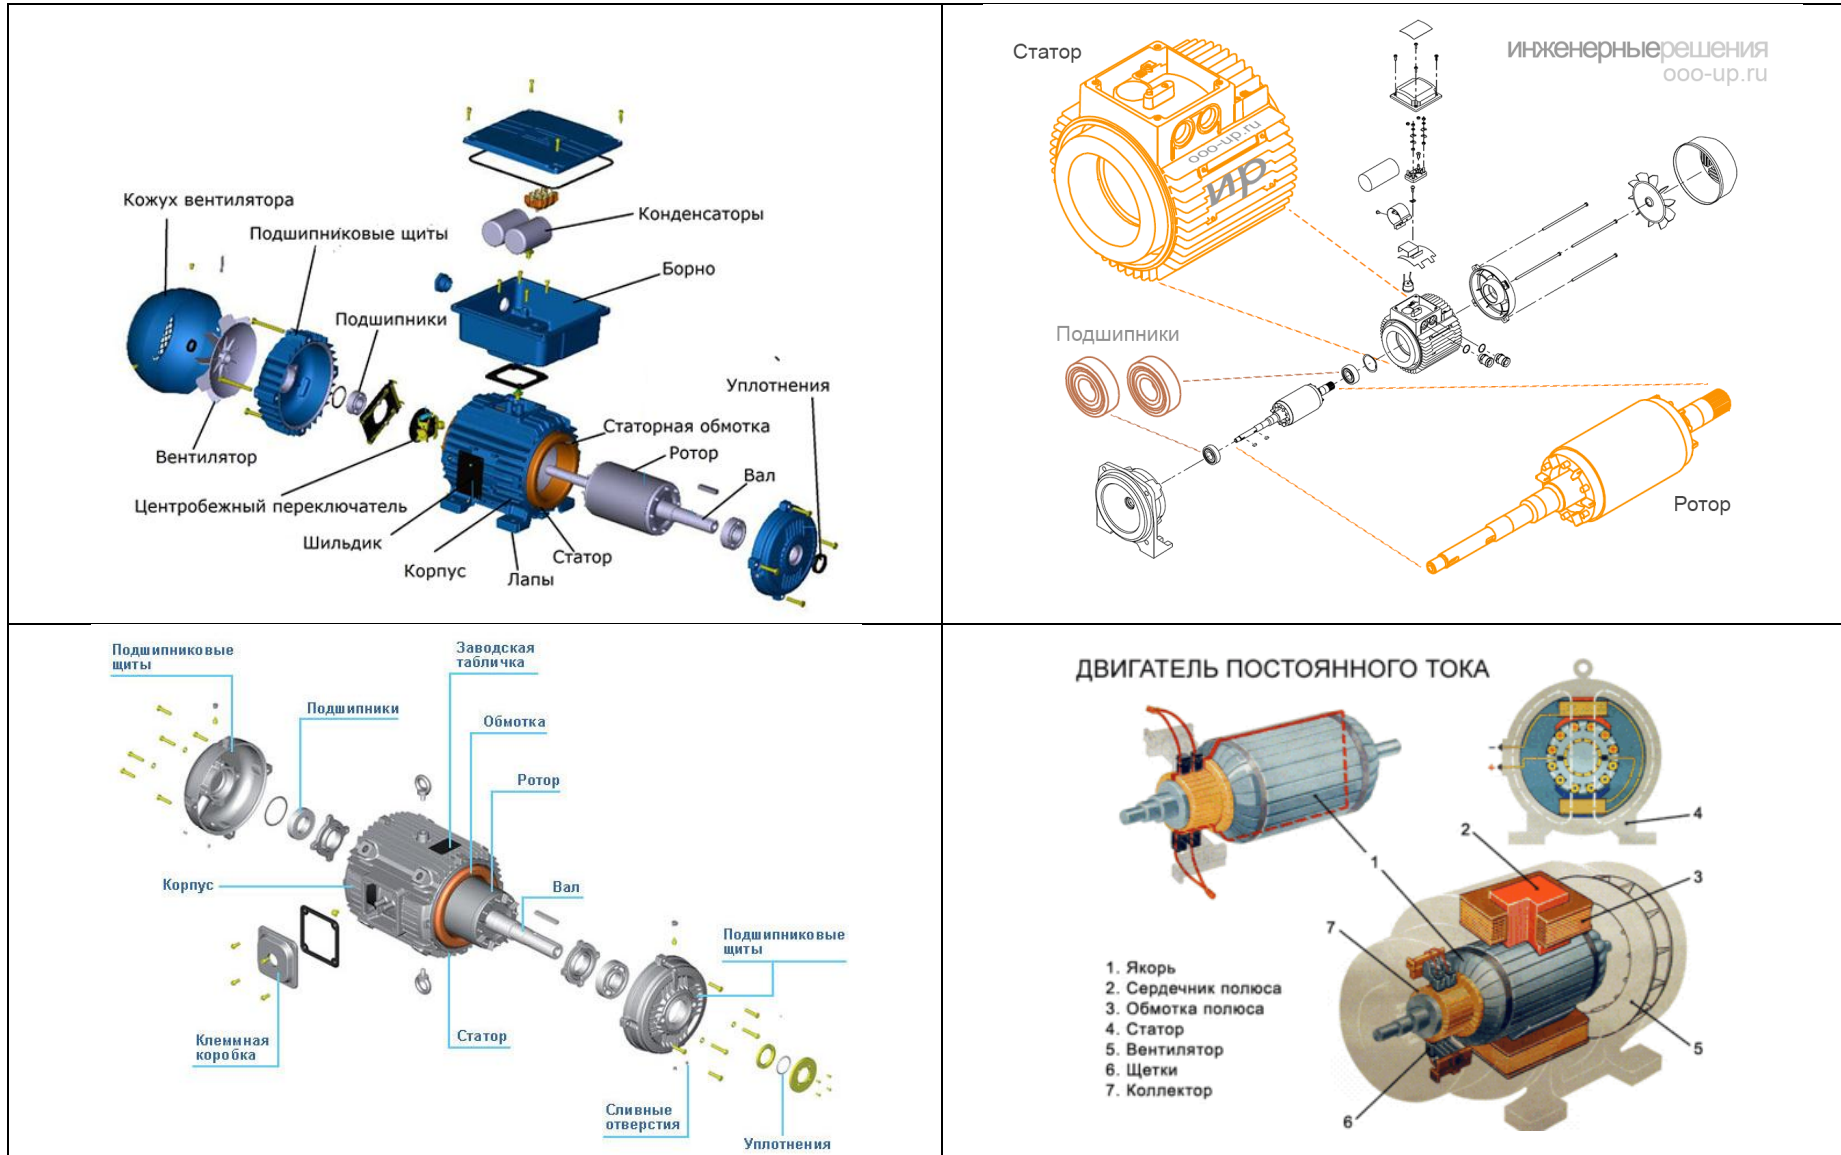 Кожух вентилятора
Подшипниковые щиты
Конденсаторы
Борно
Подшипники
Уплотнения
Статорная обмотка
Ротор
Вал
Вентилятор
Центробежный переключатель
Шильдик
Корпус
Лапы
Статор
Статор
инженерныерешения
ooo-up.ru
ooo-up.ru
ир
Подшипники
Ротор
Подшипниковые
щиты
Заводская
табличка
Подшипники
Обмотка
Ротор
Корпус
Вал
Подшипниковые
щиты
Клеммная
коробка
Статор
Сливные
отверстия
Уплотнения
ДВИГАТЕЛЬ ПОСТОЯННОГО ТОКА
4
2
1
3
7
5
6
1. Якорь
2. Сердечник полюса
3. Обмотка полюса
4. Статор
5. Вентилятор
6. Щетки
7. Коллектор